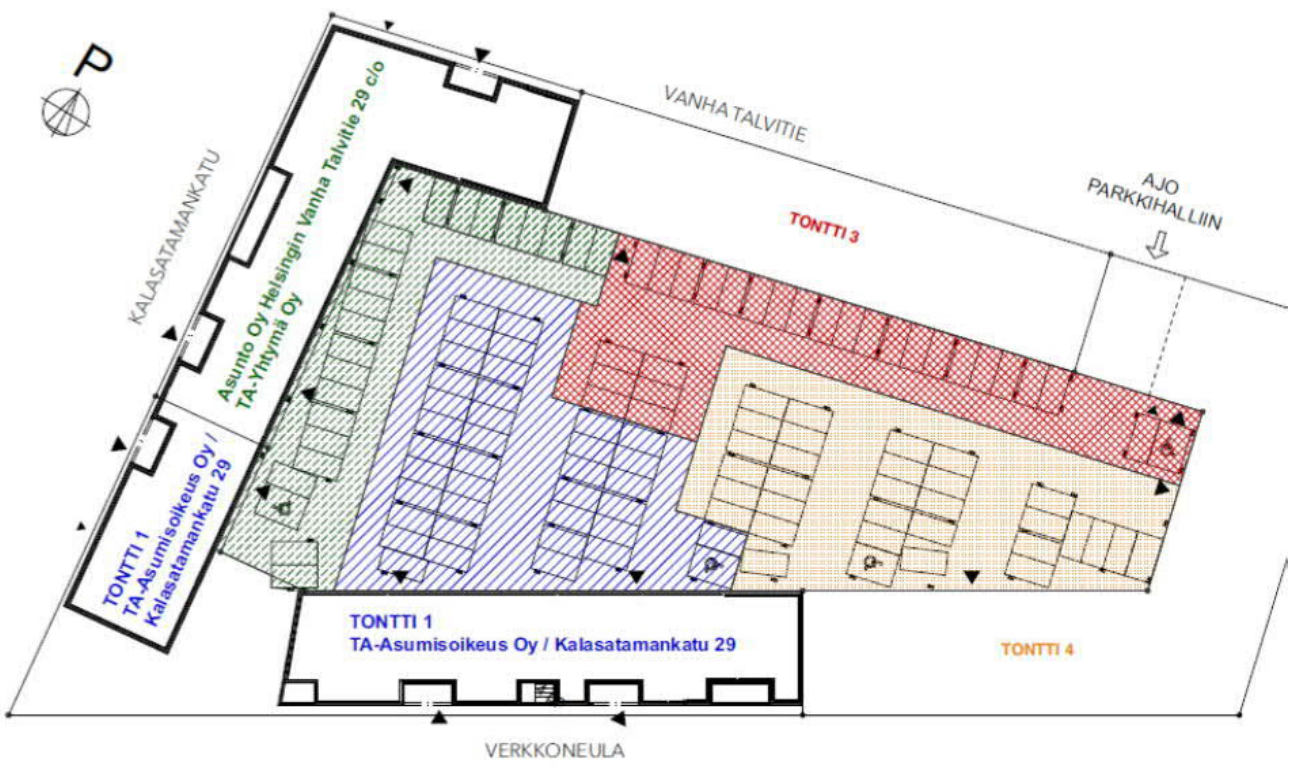 P
VANHA TALVITIE
KALASATAMANKATU
Asunto Oy Helsingin Vanha Talvitie 29 c/o
TA-Yhtymä Oy
TONTTI 3
AJO
PARKKIHALLIIN
TONTTI 1
TA-Asumisoikeus Oy /
Kalasatamankatu 29
TONTTI 1
TA-Asumisoikeus Oy / Kalasatamankatu 29
TONTTI 4
VERKKONEULA